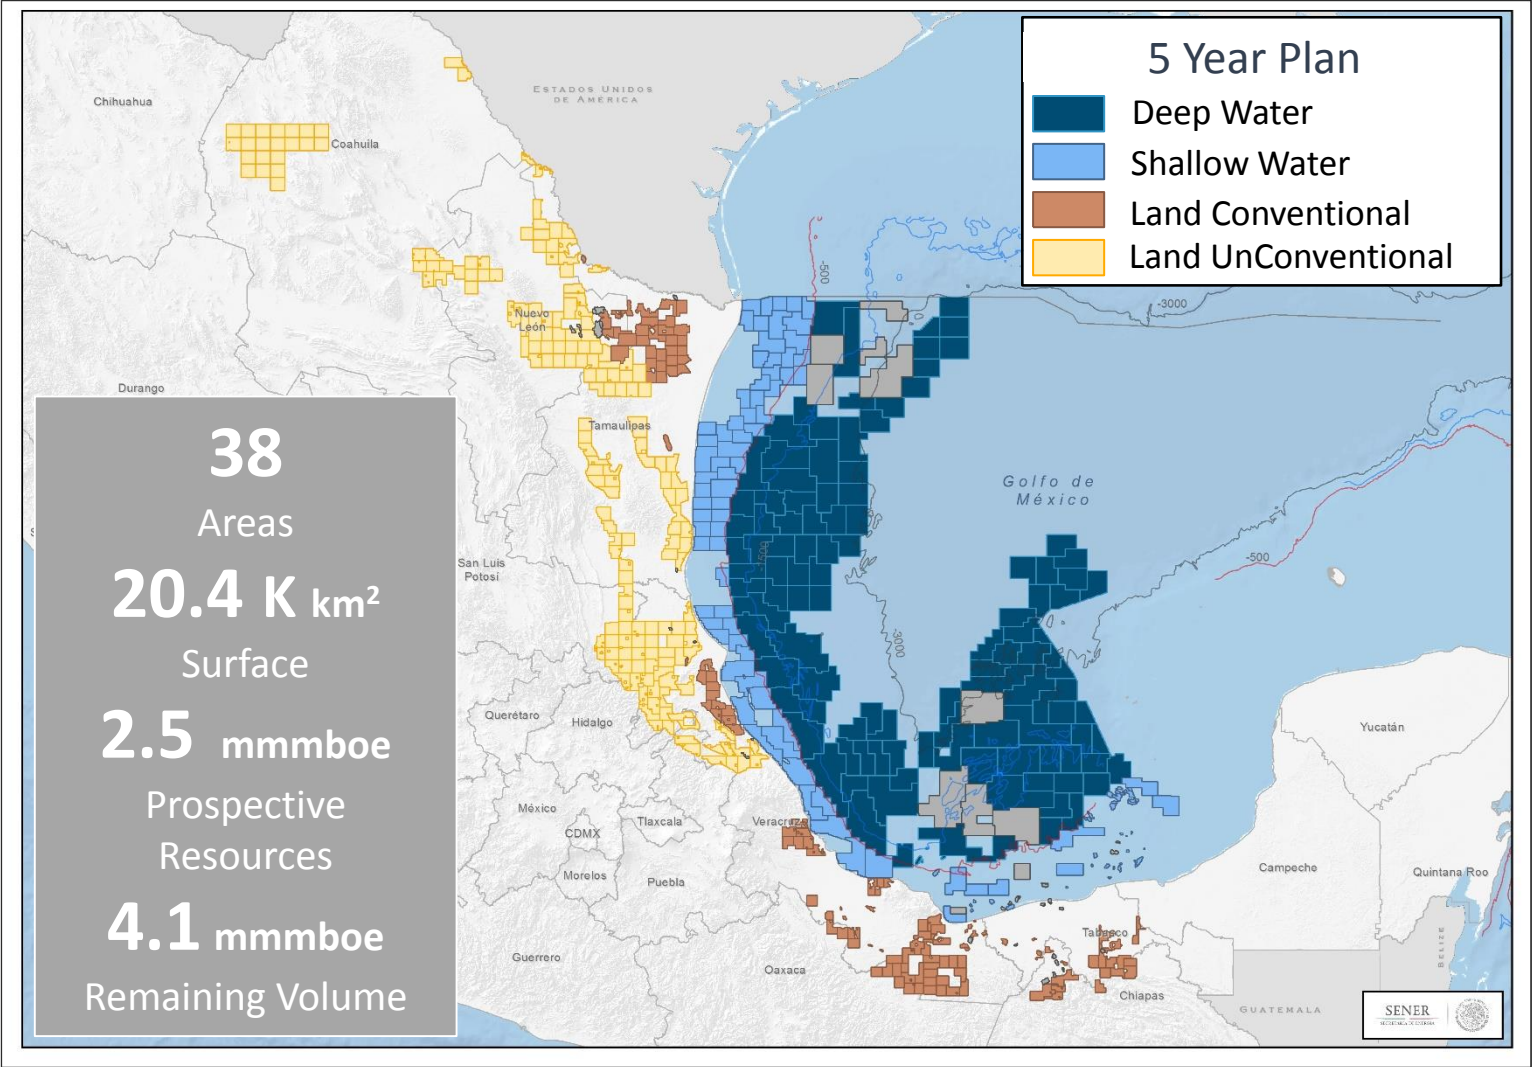 5 Year Plan
Deep Water
Shallow Water
Land Conventional
Land UnConventional
38
Areas
20.4 K km²
Surface
2.5 mmmboe
Prospective
Resources
4.1 mmmboe
Remaining Volume
Chihuahua
ESTADOS UNIDOS
DE AMÉRICA
Coahuila
Nuevo
León
Durango
Tamaulipas
San Luis
Potosí
Querétaro
Hidalgo
México
CDMX
Tlaxcala
Veracruz
Morelos
Puebla
Guerrero
Oaxaca
Tabasco
Chiapas
Campeche
Yucatán
Quintana Roo
BELIZE
GUATEMALA
Golfo de
México
-500
-3000
-500
-1500
-3000
SENER